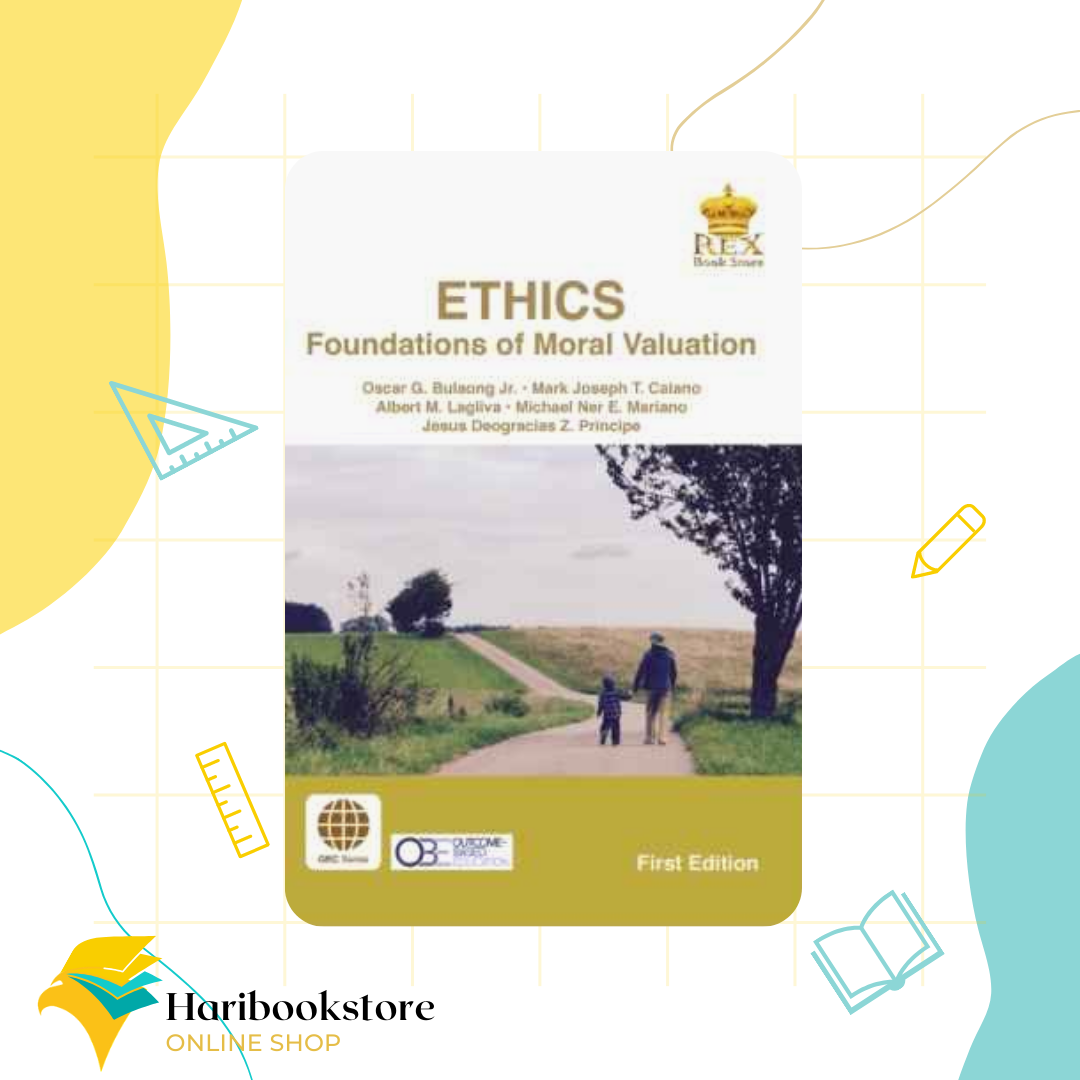 REX
Book Store
ETHICS
Foundations of Moral Valuation
Oscar G. Bulaong Jr. • Mark Joseph T. Calano
Albert M. Lagliva • Michael Ner E. Mariano
Jesus Deogracias Z. Principe
GEC Series
OBE OUTCOME-
BASED
EDUCATION
First Edition
Haribookstore
ONLINE SHOP